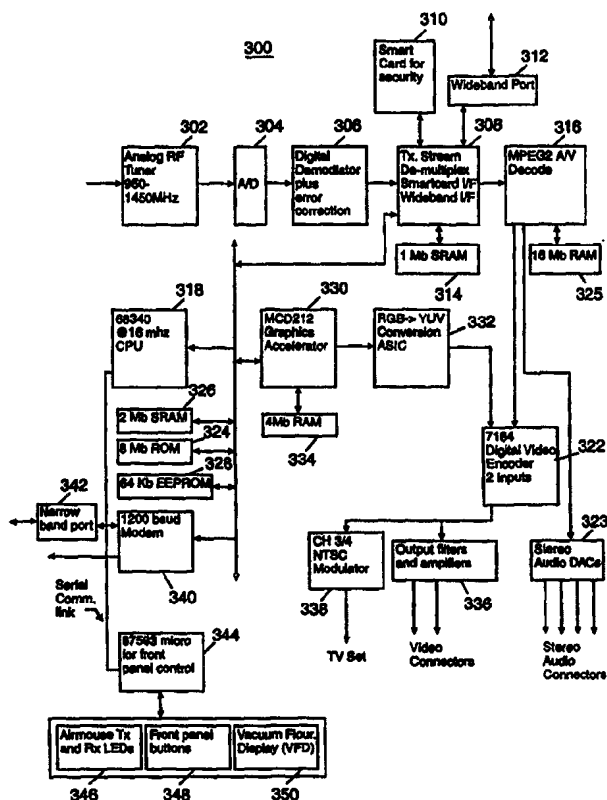 300
310
Smart
Card for
security
312
Wideband Port
302
Analog RF
Tuner
950-
1450MHz
304
A/D
306
Digital
Demodlator
plus
error
correction
308
Tx. Stream
De-multiplex
Smartcard I/F
Wideband I/F
316
MPEG2 A/V
Decode
1 Mb SRAM
314
16 Mb RAM
325
318
68340
@16 mhz
CPU
330
MCD212
Graphics
Accelerator
RGB-> YUV
Conversion
ASIC
332
326
2 Mb SRAM
324
8 Mb ROM
328
64 Kb EEPROM
4Mb RAM
334
7164
Digital Video
Encoder
2 inputs
322
342
Narrow
band port
1200 baud
Modem
340
CH 3/4
NTSC
Modulator
338
Output filters
and amplifiers
336
323
Stereo
Audio DACs
Serial
Comm.
link
TV Set
Video
Connectors
Stereo
Audio
Connectors
87593 micro
for front
panel control
344
Airmouse Tx
and Rx LEDs
Front panel
buttons
Vacuum Flour.
Display (VFD)
346
348
350